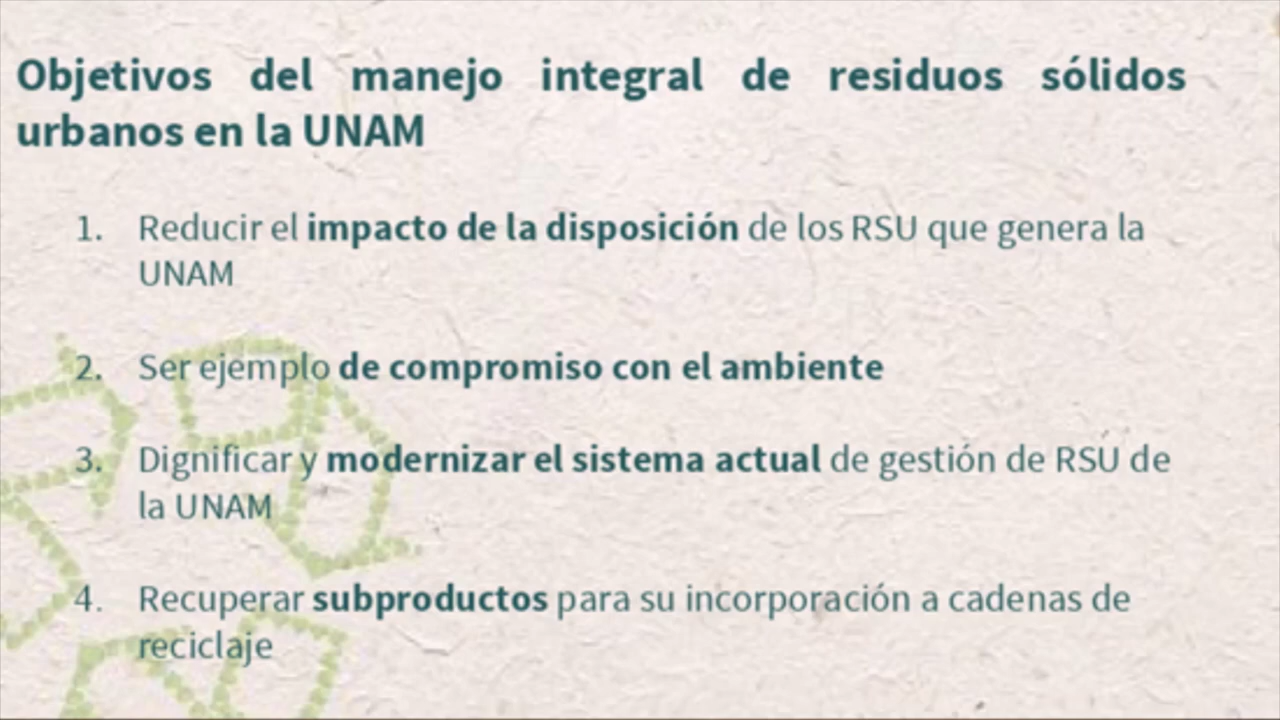 Objetivos del manejo integral de residuos sólidos
urbanos en la UNAM
1. Reducir el impacto de la disposición de los RSU que genera la
UNAM
2. Ser ejemplo de compromiso con el ambiente
3. Dignificar y modernizar el sistema actual de gestión de RSU de
la UNAM
4. Recuperar subproductos para su incorporación a cadenas de
reciclaje